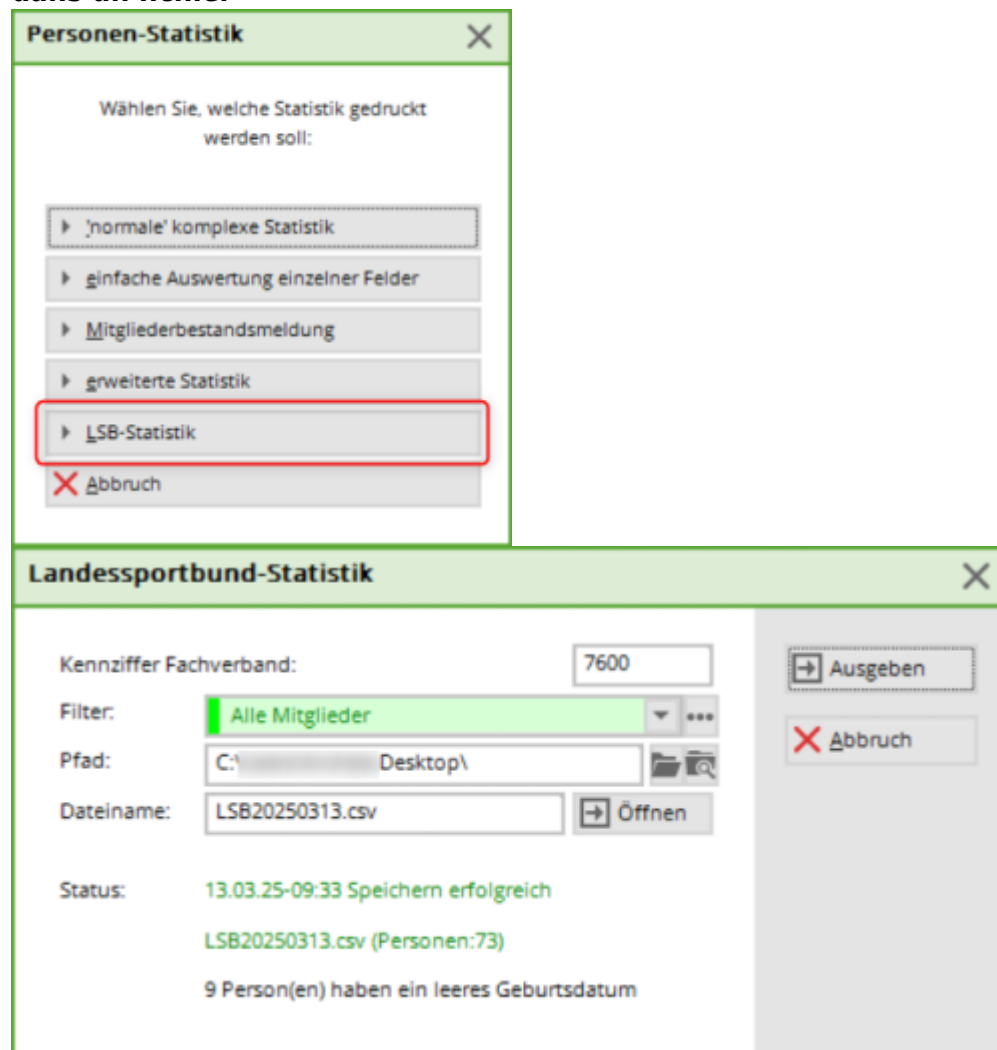 Personen-Statistik
Wählen Sie, welche Statistik gedruckt
werden soll:
'normale' komplexe Statistik
einfache Auswertung einzelner Felder
Mitgliederbestandsmeldung
erweiterte Statistik
LSB-Statistik
Abbruch
Landessportbund-Statistik
Kennziffer Fachverband: 7600
Ausgeben
Filter: Alle Mitglieder
Abbruch
Pfad: C:\ Desktop\
Dateiname: LSB20250313.csv Öffnen
Status: 13.03.25-09:33 Speichern erfolgreich
LSB20250313.csv (Personen:73)
9 Person(en) haben ein leeres Geburtsdatum